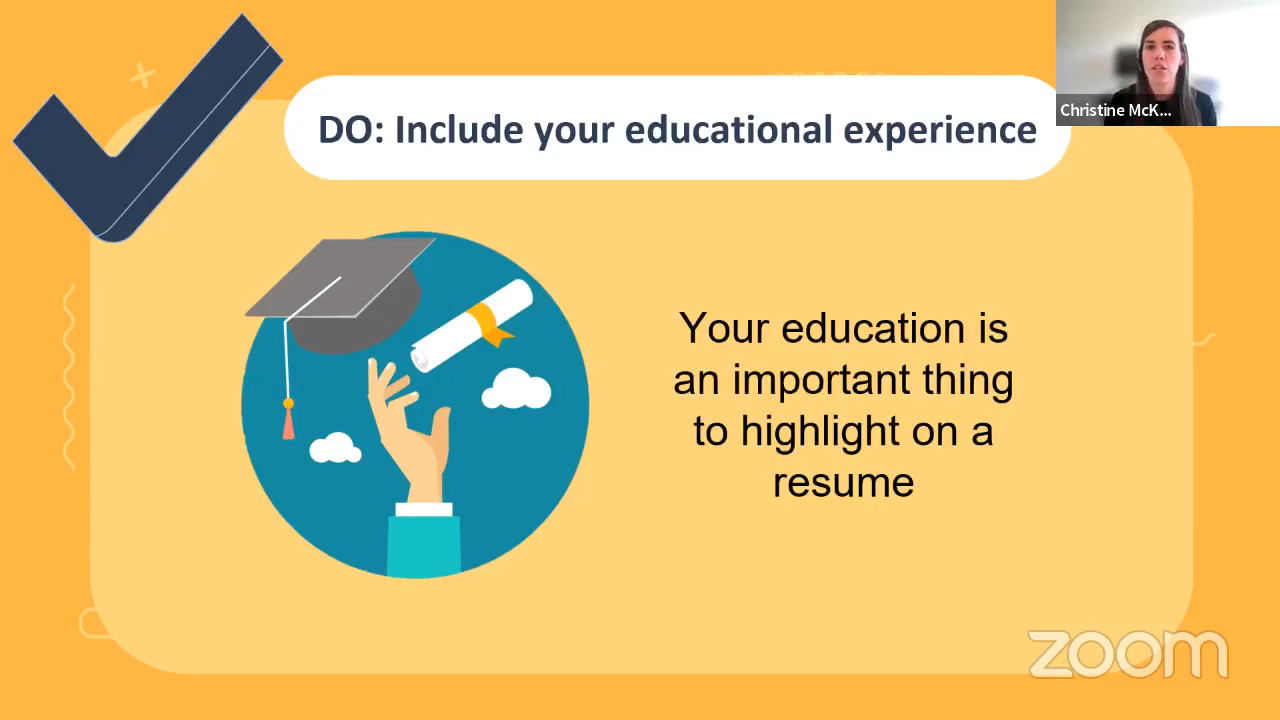 DO: Include your educational experience
Christine McK...
Your education is
an important thing
to highlight on a
resume
zoom